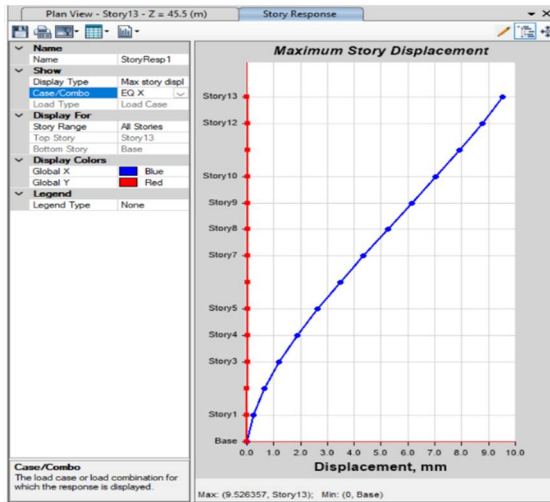 Plan View - Story13 - Z = 45.5 (m)
Story Response
Name
Name StoryResp1
Show
Display Type Max story displ
Case/Combo EQ X
Load Type Load Case
Display For
Story Range All Stories
Top Story Story13
Bottom Story Base
Display Colors
Global X Blue
Global Y Red
Legend
Legend Type None
Case/Combo
The load case or load combination for
which the response is displayed.
Maximum Story Displacement
Story13
Story12
Story10
Story9
Story8
Story7
Story5
Story4
Story3
Story1
Base
0.0 1.0 2.0 3.0 4.0 5.0 6.0 7.0 8.0 9.0 10.0
Displacement, mm
Max: (9.526357, Story13); Min: (0, Base)